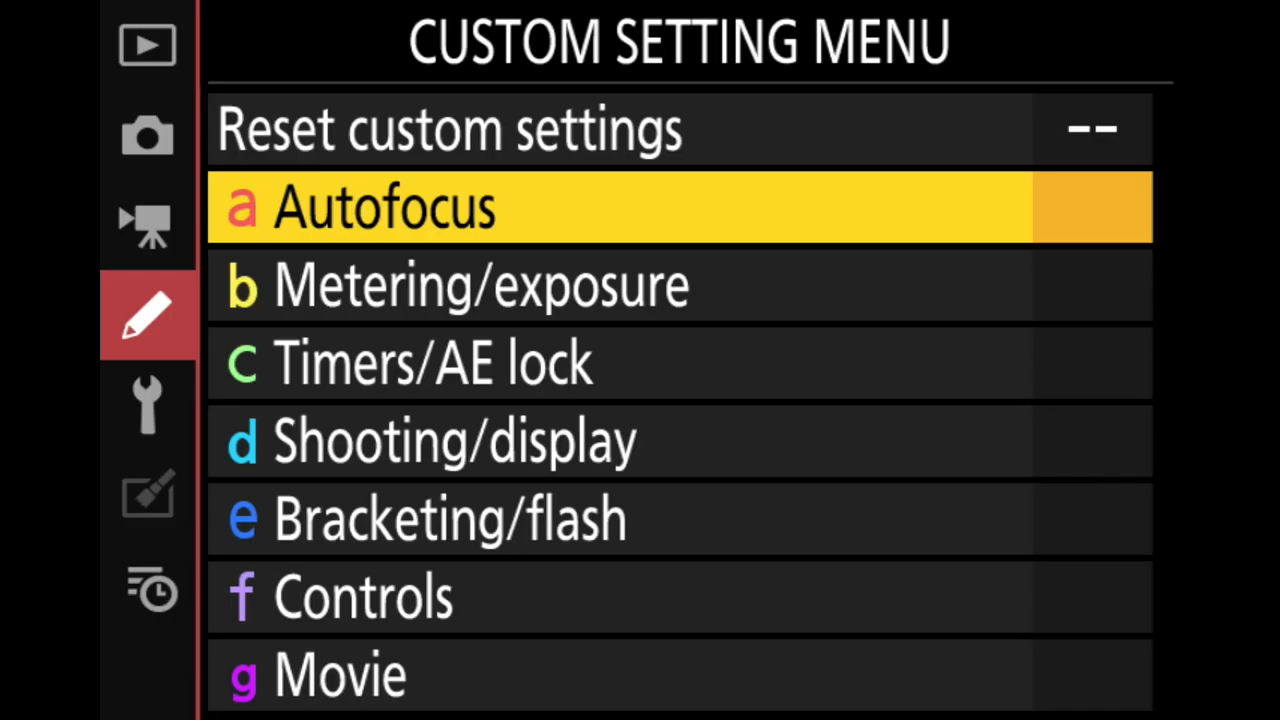 CUSTOM SETTING MENU
Reset custom settings --
a Autofocus
b Metering/exposure
c Timers/AE lock
d Shooting/display
e Bracketing/flash
f Controls
g Movie